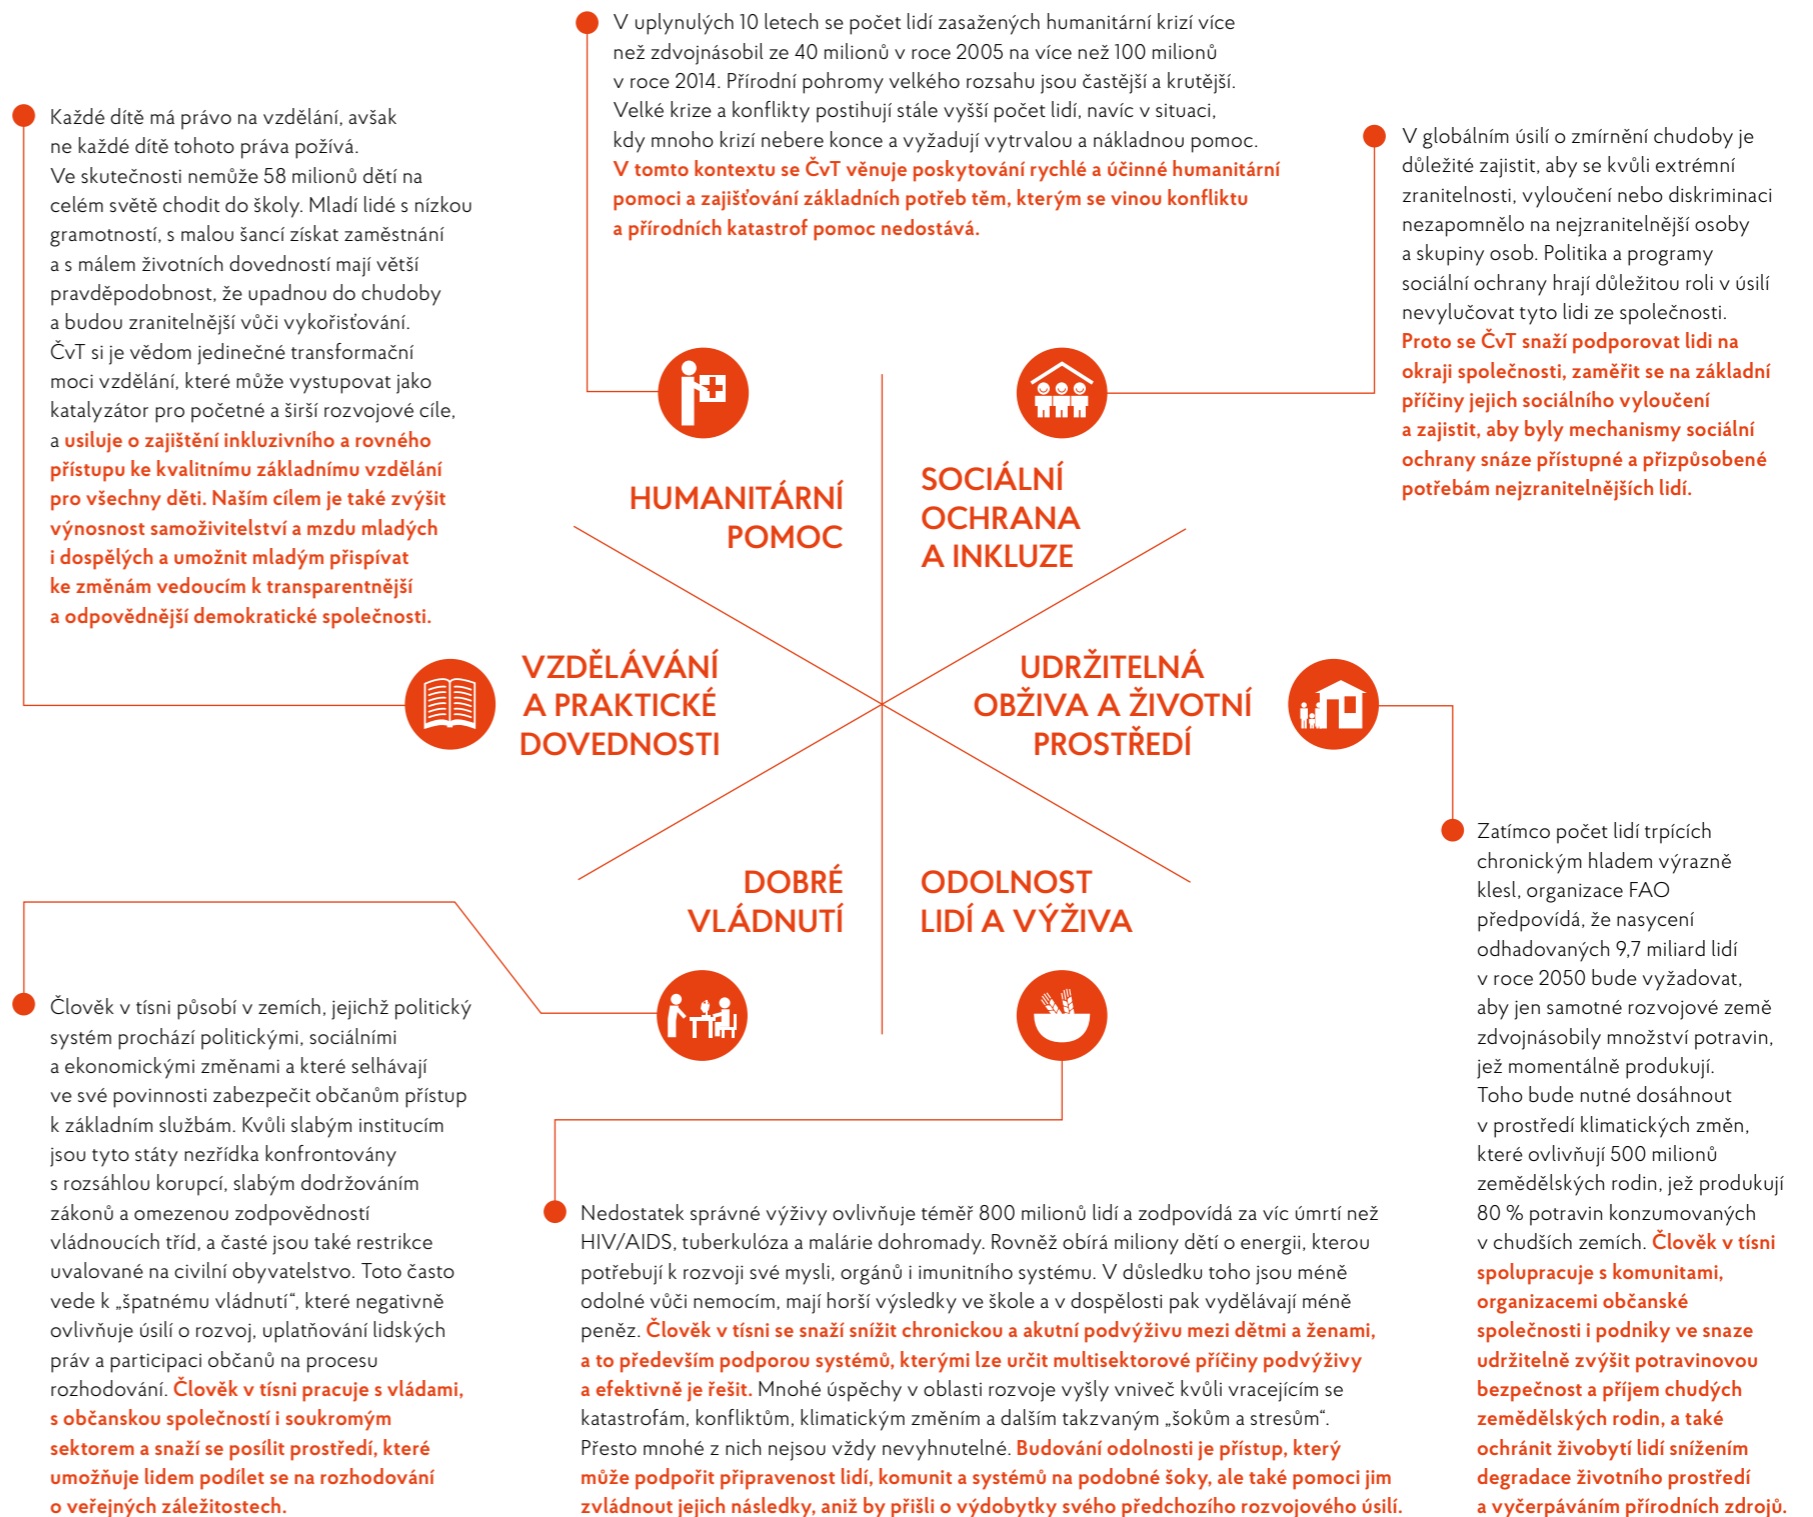 V uplynulých 10 letech se počet lidí zasažených humanitární krizí více
než zdvojnásobil ze 40 milionů v roce 2005 na více než 100 milionů
v roce 2014. Přírodní pohromy velkého rozsahu jsou častější a krutější.
Velké krize a konflikty postihují stále vyšší počet lidí, navíc v situaci,
kdy mnoho krizí nebere konce a vyžadují vytrvalou a nákladnou pomoc.
V tomto kontextu se ČvT věnuje poskytování rychlé a účinné humanitární
pomoci a zajišťování základních potřeb těm, kterým se vinou konfliktu
a přírodních katastrof pomoc nedostává.
Každé dítě má právo na vzdělání, avšak
ne každé dítě tohoto práva požívá.
Ve skutečnosti nemůže 58 milionů dětí na
celém světě chodit do školy. Mladí lidé s nízkou
gramotností, s malou šancí získat zaměstnání
a s málem životních dovedností mají větší
pravděpodobnost, že upadnou do chudoby
a budou zranitelnější vůči vykořisťování.
ČvT si je vědom jedinečné transformační
moci vzdělání, které může vystupovat jako
katalyzátor pro početné a širší rozvojové cíle,
a usiluje o zajištění inkluzivního a rovného
přístupu ke kvalitnímu základnímu vzdělání
pro všechny děti. Naším cílem je také zvýšit
výnosnost samoživitelství a mzdu mladých
i dospělých a umožnit mladým přispívat
ke změnám vedoucím k transparentnější
a odpovědnější demokratické společnosti.
V globálním úsilí o zmírnění chudoby je
důležité zajistit, aby se kvůli extrémní
zranitelnosti, vyloučení nebo diskriminaci
nezapomnělo na nejzranitelnější osoby
a skupiny osob. Politika a programy
sociální ochrany hrají důležitou roli v úsilí
nevylučovat tyto lidi ze společnosti.
Proto se ČvT snaží podporovat lidi na
okraji společnosti, zaměřit se na základní
příčiny jejich sociálního vyloučení
a zajistit, aby byly mechanismy sociální
ochrany snáze přístupné a přizpůsobené
potřebám nejzranitelnějších lidí.
HUMANITÁRNÍ
POMOC
SOCIÁLNÍ
OCHRANA
A INKLUZE
VZDĚLÁVÁNÍ
A PRAKTICKÉ
DOVEDNOSTI
UDRŽITELNÁ
OBŽIVA A ŽIVOTNÍ
PROSTŘEDÍ
DOBRÉ
VLÁDNUTÍ
ODOLNOST
LIDÍ A VÝŽIVA
Zatímco počet lidí trpících
chronickým hladem výrazně
klesl, organizace FAO
předpovídá, že nasycení
odhadovaných 9,7 miliard lidí
v roce 2050 bude vyžadovat,
aby jen samotné rozvojové země
zdvojnásobily množství potravin,
jež momentálně produkují.
Toho bude nutné dosáhnout
v prostředí klimatických změn,
které ovlivňují 500 milionů
zemědělských rodin, jež produkují
80 % potravin konzumovaných
v chudších zemích. Člověk v tísni
spolupracuje s komunitami,
organizacemi občanské
společnosti i podniky ve snaze
udržitelně zvýšit potravinovou
bezpečnost a příjem chudých
zemědělských rodin, a také
ochránit živobytí lidí snížením
degradace životního prostředí
a vyčerpáváním přírodních zdrojů.
Člověk v tísni působí v zemích, jejichž politický
systém prochází politickými, sociálními
a ekonomickými změnami a které selhávají
ve své povinnosti zabezpečit občanům přístup
k základním službám. Kvůli slabým institucím
jsou tyto státy nezřídka konfrontovány
s rozsáhlou korupcí, slabým dodržováním
zákonů a omezenou zodpovědností
vládnoucích tříd, a časté jsou také restrikce
uvalované na civilní obyvatelstvo. Toto často
vede k „špatnému vládnutí“, které negativně
ovlivňuje úsilí o rozvoj, uplatňování lidských
práv a participaci občanů na procesu
rozhodování. Člověk v tísni pracuje s vládami,
s občanskou společností i soukromým
sektorem a snaží se posílit prostředí, které
umožňuje lidem podílet se na rozhodování
o veřejných záležitostech.
Nedostatek správné výživy ovlivňuje téměř 800 milionů lidí a zodpovídá za víc úmrtí než
HIV/AIDS, tuberkulóza a malárie dohromady. Rovněž obírá miliony dětí o energii, kterou
potřebují k rozvoji své mysli, orgánů i imunitního systému. V důsledku toho jsou méně
odolné vůči nemocím, mají horší výsledky ve škole a v dospělosti pak vydělávají méně
peněz. Člověk v tísni se snaží snížit chronickou a akutní podvýživu mezi dětmi a ženami,
a to především podporou systémů, kterými lze určit multisektorové příčiny podvýživy
a efektivně je řešit. Mnohé úspěchy v oblasti rozvoje vyšly vniveč kvůli vracejícím se
katastrofám, konfliktům, klimatickým změním a dalším takzvaným „šokům a stresům“.
Přesto mnohé z nich nejsou vždy nevyhnutelné. Budování odolnosti je přístup, který
může podpořit připravenost lidí, komunit a systémů na podobné šoky, ale také pomoci jim
zvládnout jejich následky, aniž by přišli o výdobytky svého předchozího rozvojového úsilí.